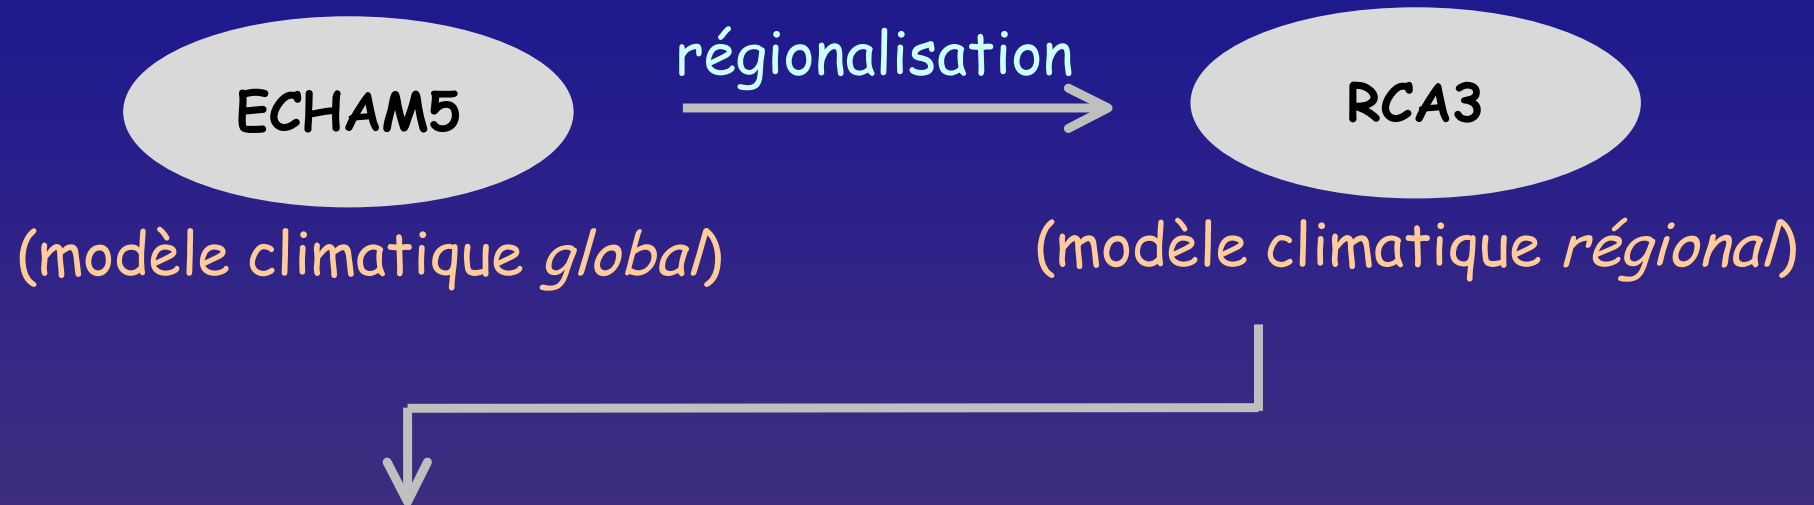 ECHAM5
régionalisation
RCA3
(modèle climatique global)
(modèle climatique régional)